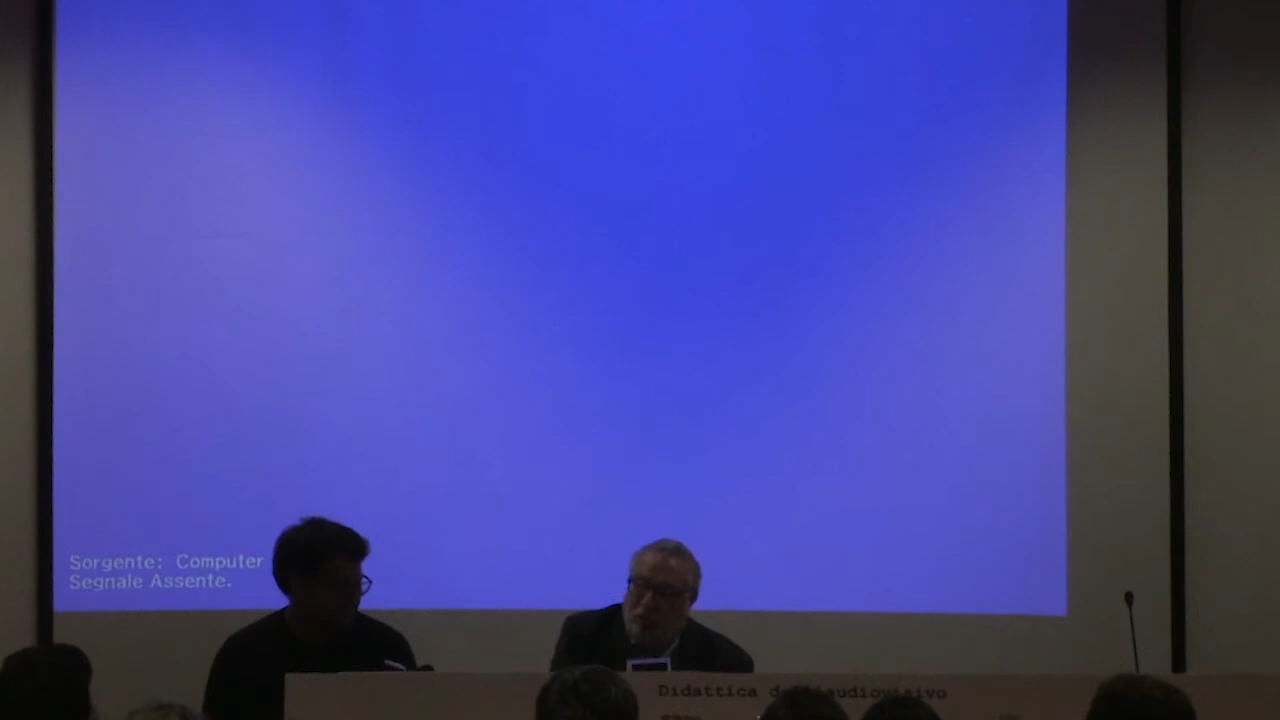 Sorgente: Computer
Segnale Assente.
Didattica audiovisivo